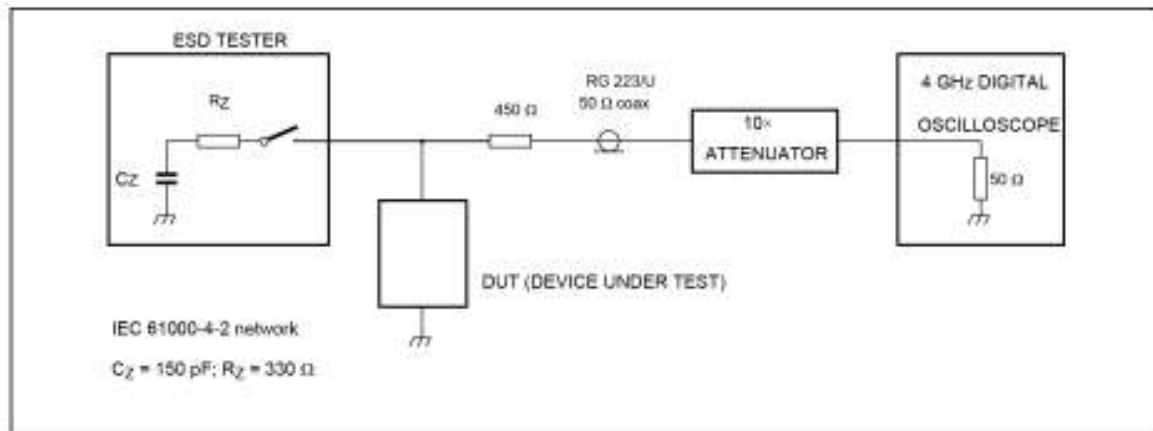 ESD TESTER
RZ
CZ
450 Ω
RG 223/U
50 Ω coax
10×
ATTENUATOR
4 GHz DIGITAL
OSCILLOSCOPE
50 Ω
DUT (DEVICE UNDER TEST)
IEC 61000-4-2 network
CZ = 150 pF; RZ = 330 Ω